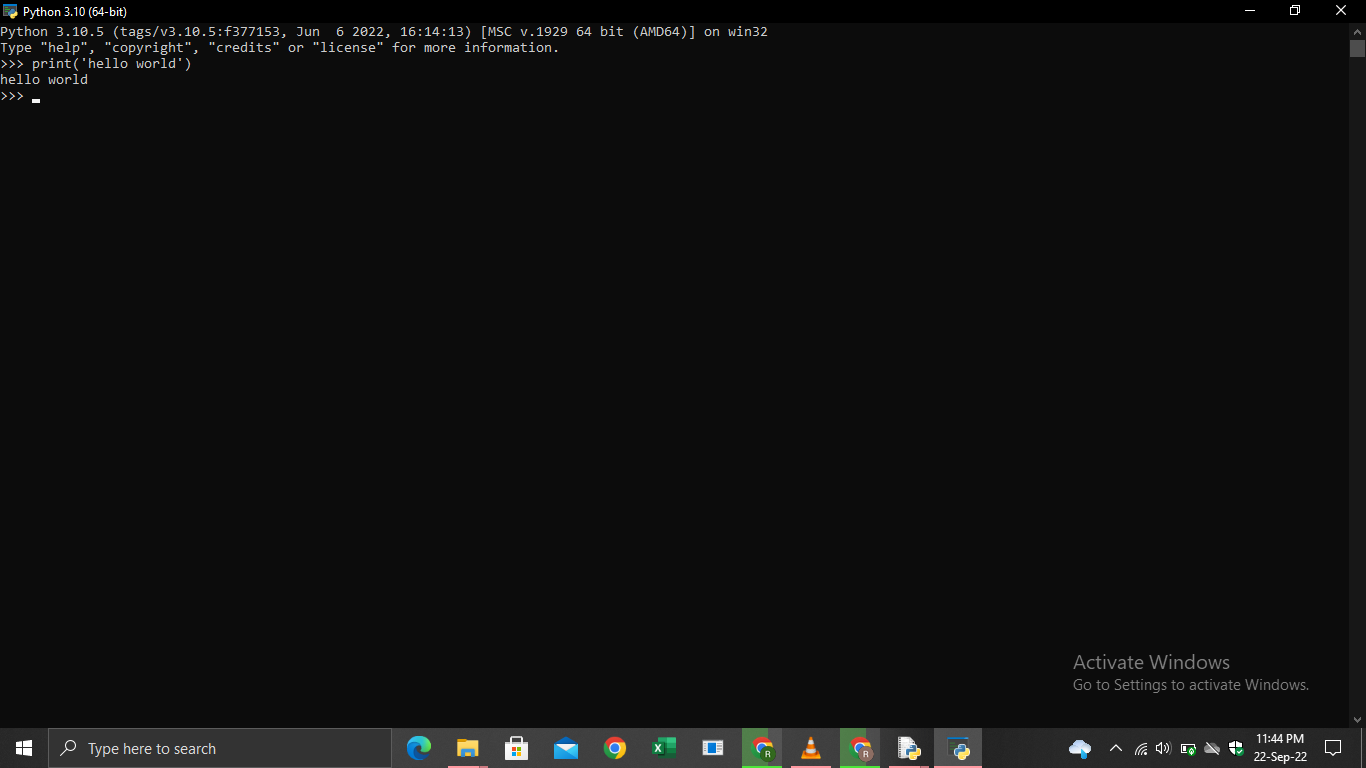 Python 3.10 (64-bit)
Python 3.10.5 (tags/v3.10.5:f377153, Jun  6 2022, 16:14:13) [MSC v.1929 64 bit (AMD64)] on win32
Type "help", "copyright", "credits" or "license" for more information.
>>> print('hello world')
hello world
>>>
Activate Windows
Go to Settings to activate Windows.
Type here to search
R
R
11:44 PM
22-Sep-22